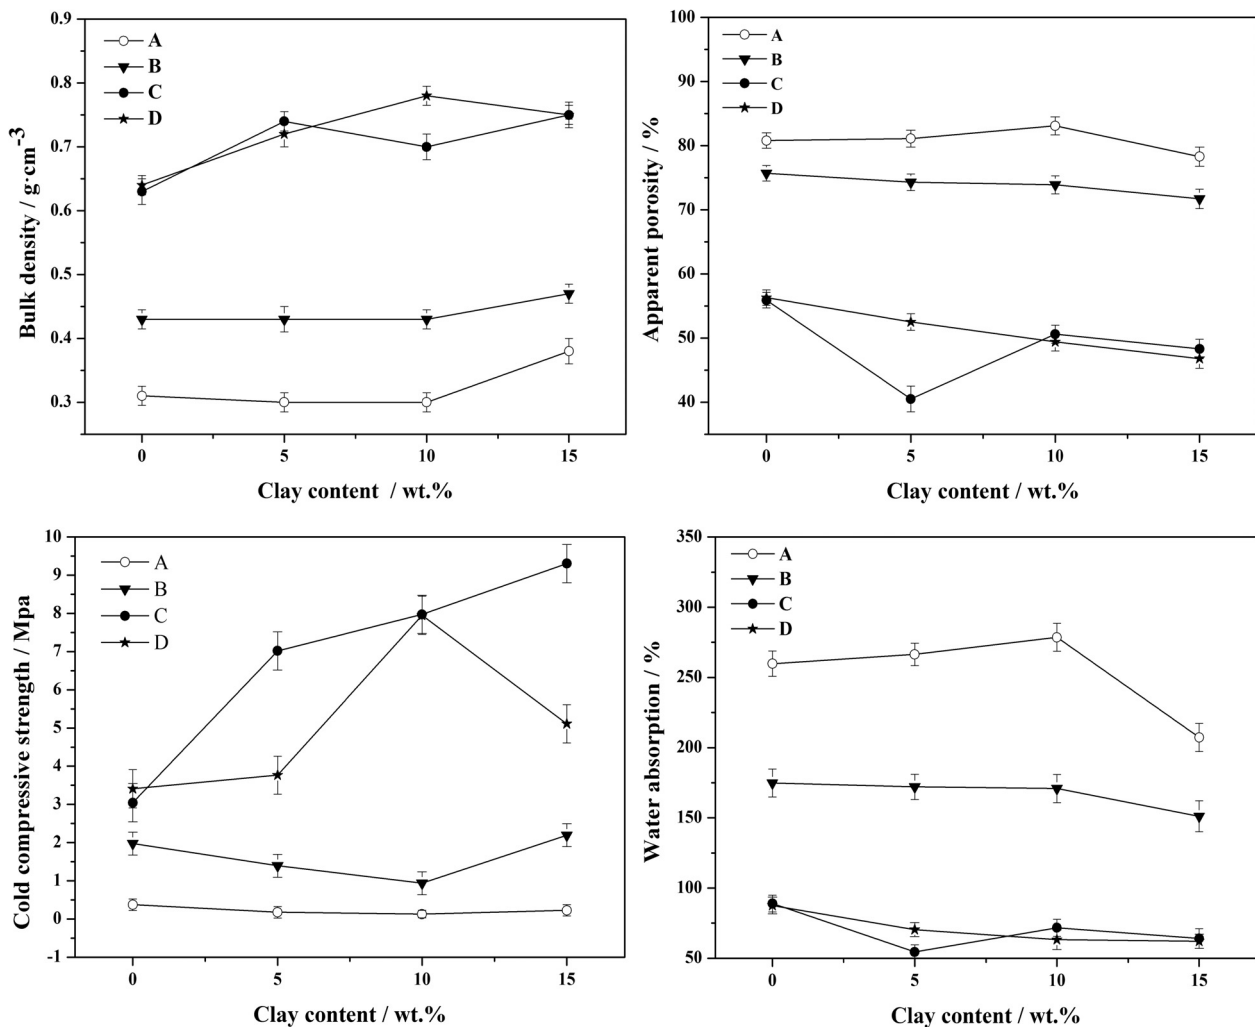 0.9
0.8
0.7
0.6
0.5
0.4
0.3
Bulk density / g·cm⁻³
A
B
C
D
0
5
10
15
Clay content / wt.%
100
90
80
70
60
50
40
Apparent porosity / %
A
B
C
D
0
5
10
15
Clay content / wt.%
10
9
8
7
6
5
4
3
2
1
0
-1
Cold compressive strength / Mpa
A
B
C
D
0
5
10
15
Clay content / wt.%
350
300
250
200
150
100
50
Water absorption / %
A
B
C
D
0
5
10
15
Clay content / wt.%